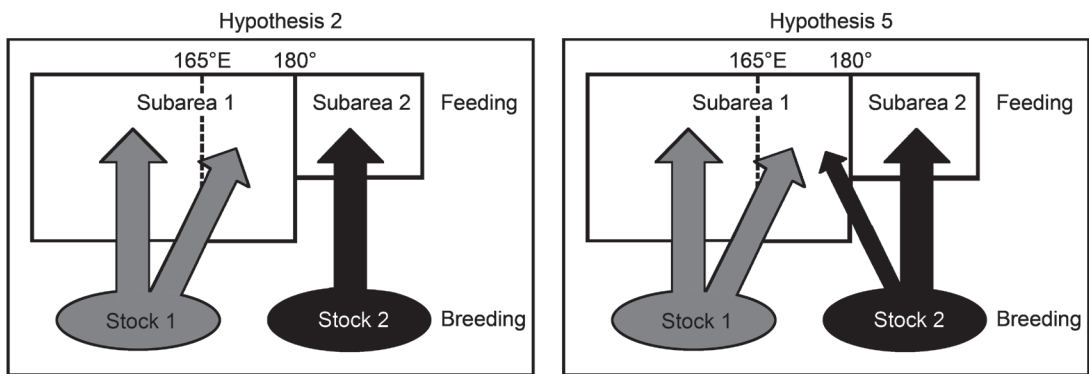 Hypothesis 2
165°E 180°
Subarea 1 Subarea 2 Feeding
Stock 1 Stock 2 Breeding
Hypothesis 5
165°E 180°
Subarea 1 Subarea 2 Feeding
Stock 1 Stock 2 Breeding